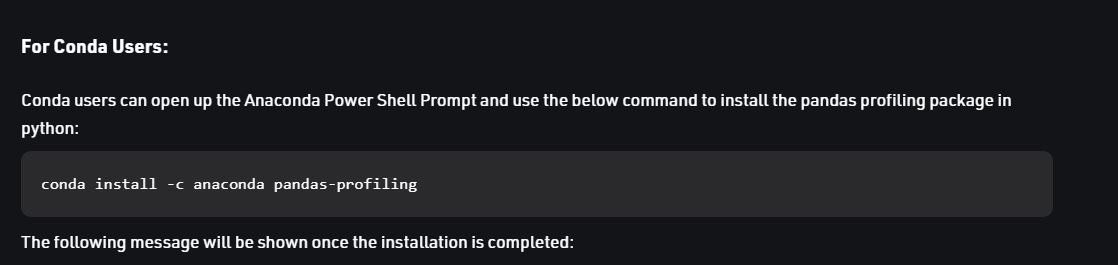 For Conda Users:
Conda users can open up the Anaconda Power Shell Prompt and use the below command to install the pandas profiling package in
python:
conda install -c anaconda pandas-profiling
The following message will be shown once the installation is completed: